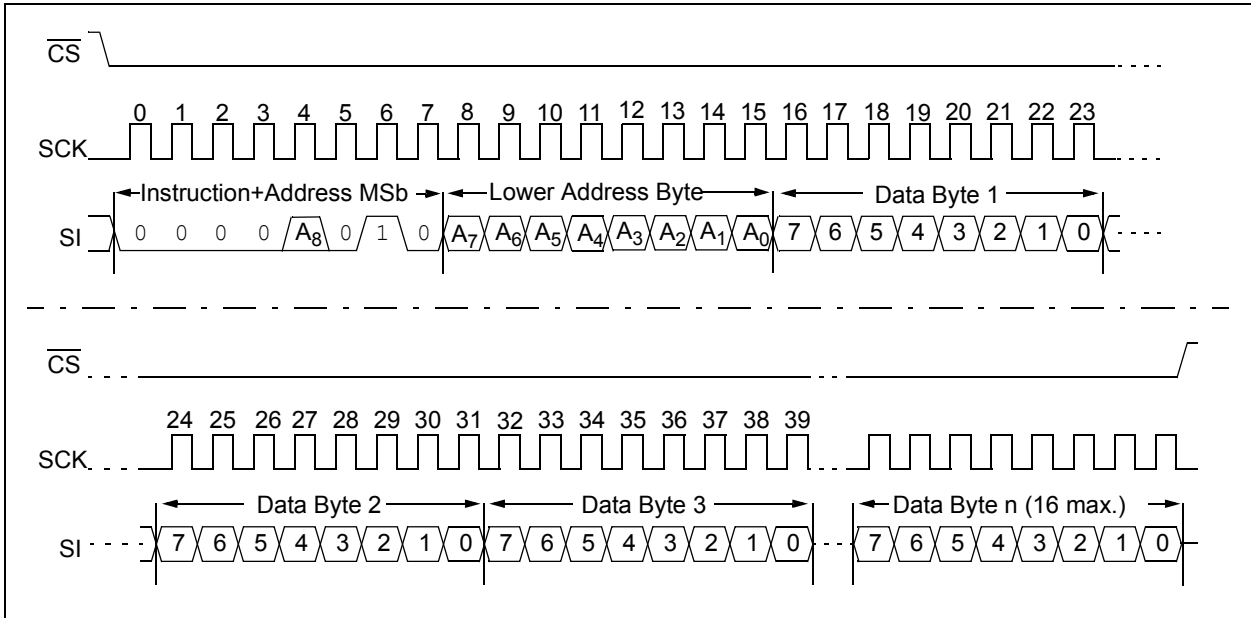 CS
0 1 2 3 4 5 6 7 8 9 10 11 12 13 14 15 16 17 18 19 20 21 22 23
SCK
Instruction+Address MSb Lower Address Byte Data Byte 1
SI 0 0 0 0 A8 0 1 0 A7 A6 A5 A4 A3 A2 A1 A0 7 6 5 4 3 2 1 0
CS
24 25 26 27 28 29 30 31 32 33 34 35 36 37 38 39
SCK
Data Byte 2 Data Byte 3 Data Byte n (16 max.)
SI 7 6 5 4 3 2 1 0 7 6 5 4 3 2 1 0 7 6 5 4 3 2 1 0